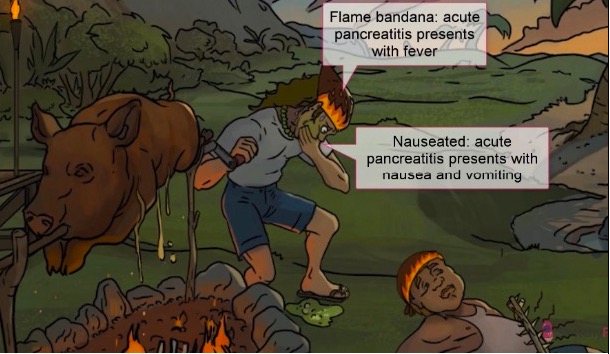 Flame bandana: acute
pancreatitis presents
with fever
Nauseated: acute
pancreatitis presents with
nausea and vomiting